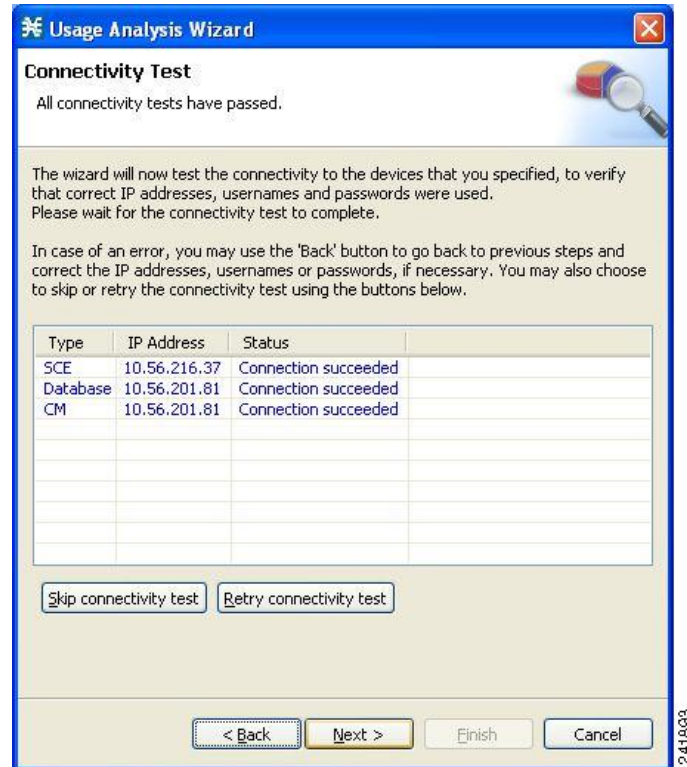 Usage Analysis Wizard
Connectivity Test
All connectivity tests have passed.
The wizard will now test the connectivity to the devices that you specified, to verify
that correct IP addresses, usernames and passwords were used.
Please wait for the connectivity test to complete.
In case of an error, you may use the 'Back' button to go back to previous steps and
correct the IP addresses, usernames or passwords, if necessary. You may also choose
to skip or retry the connectivity test using the buttons below.
Type IP Address Status
SCE 10.56.216.37 Connection succeeded
Database 10.56.201.81 Connection succeeded
CM 10.56.201.81 Connection succeeded
Skip connectivity test Retry connectivity test
< Back Next > Finish Cancel
241893